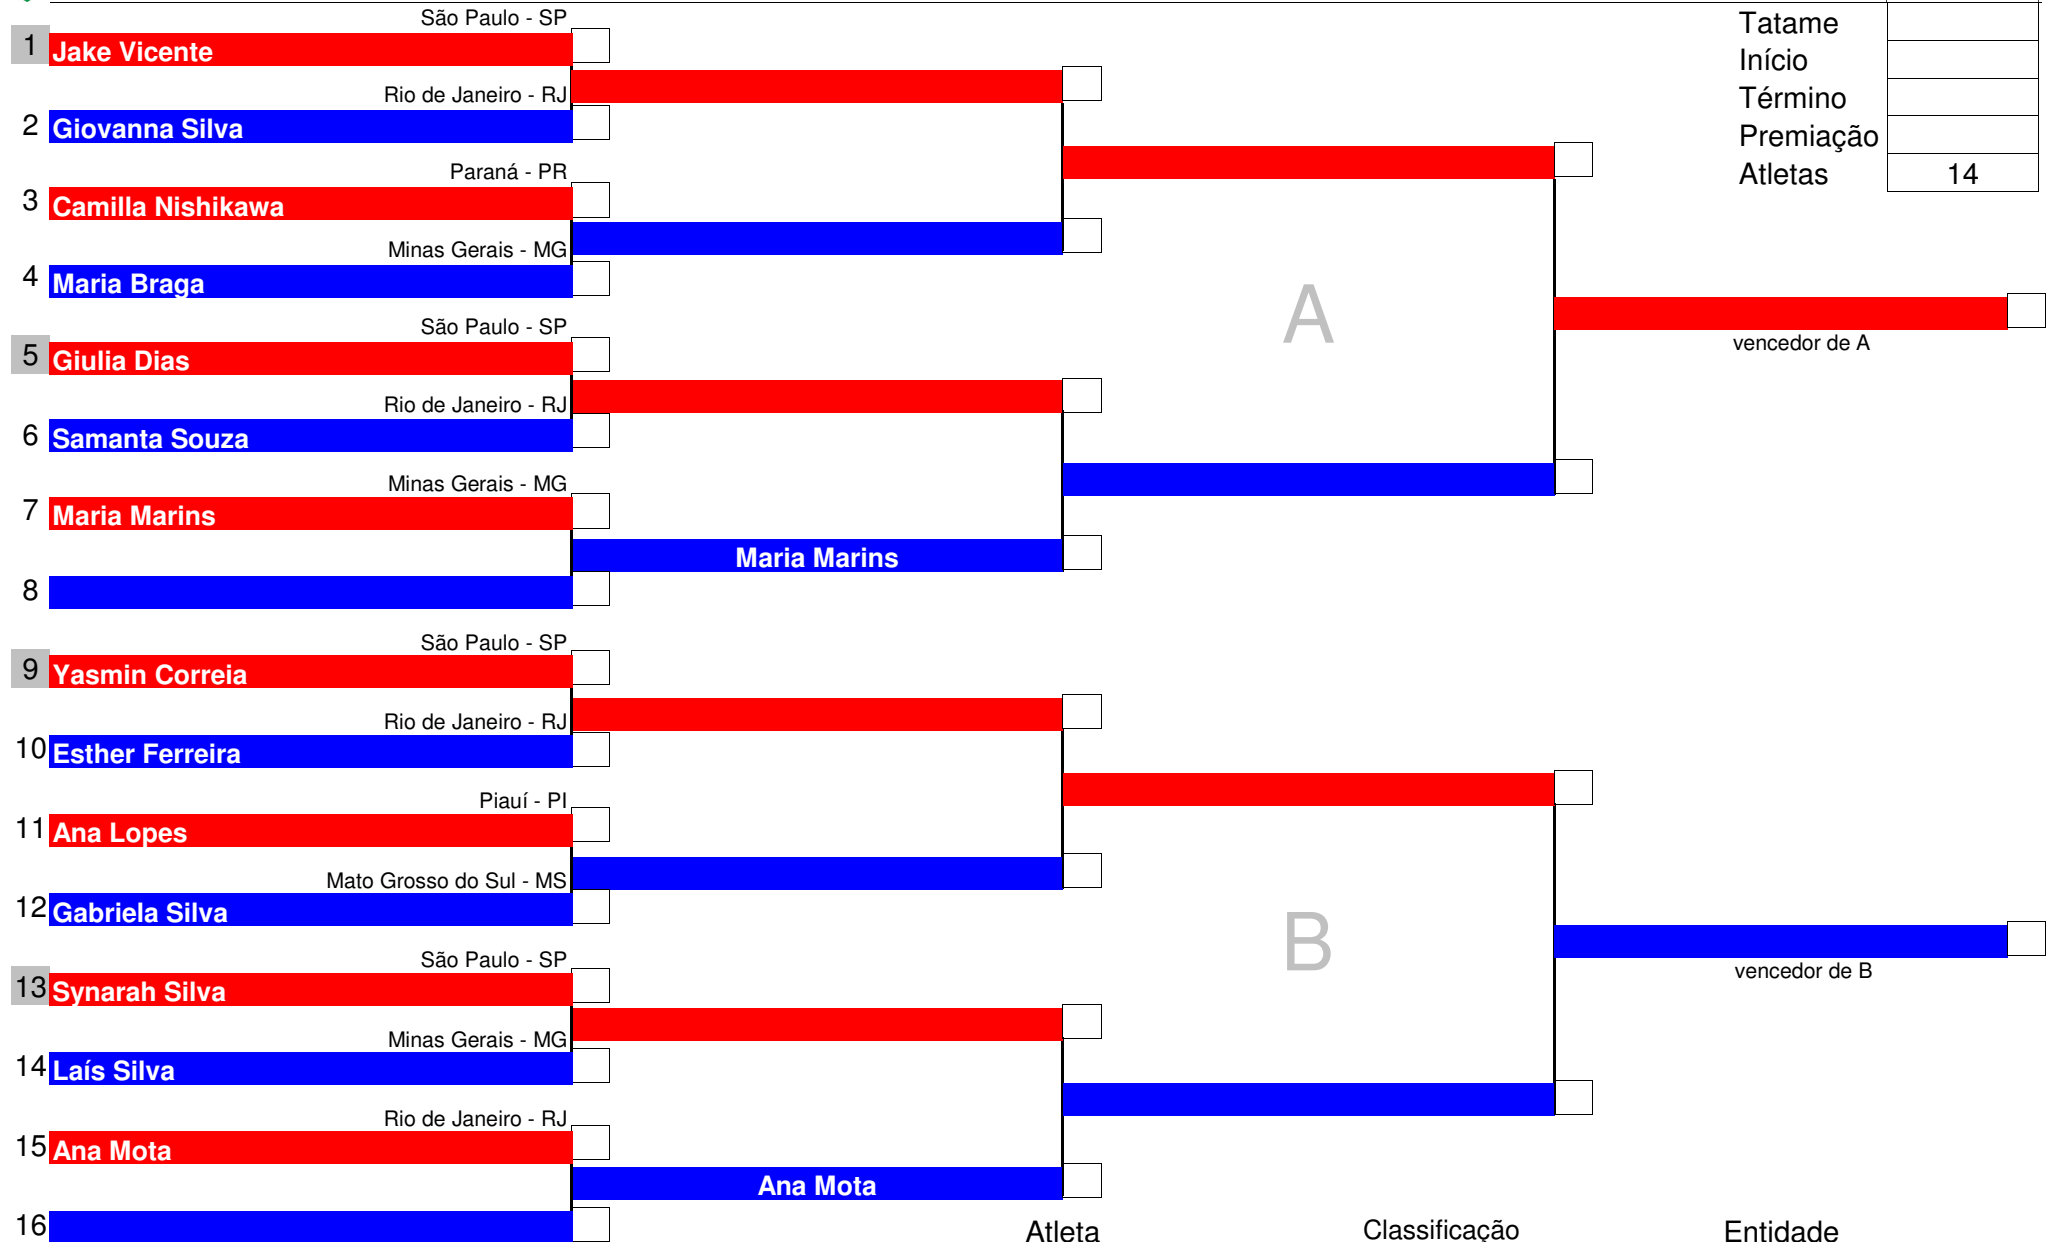 São Paulo - SP
1 Jake Vicente
Rio de Janeiro - RJ
2 Giovanna Silva
Paraná - PR
3 Camilla Nishikawa
Minas Gerais - MG
4 Maria Braga
São Paulo - SP
5 Giulia Dias
Rio de Janeiro - RJ
6 Samanta Souza
Minas Gerais - MG
7 Maria Marins
Maria Marins
8
São Paulo - SP
9 Yasmin Correia
Rio de Janeiro - RJ
10 Esther Ferreira
Piauí - PI
11 Ana Lopes
Mato Grosso do Sul - MS
12 Gabriela Silva
São Paulo - SP
13 Synarah Silva
Minas Gerais - MG
14 Laís Silva
Rio de Janeiro - RJ
15 Ana Mota
Ana Mota
16
A
B
Tatame
Início
Término
Premiação
Atletas 14
vencedor de A
vencedor de B
Atleta Classificação Entidade